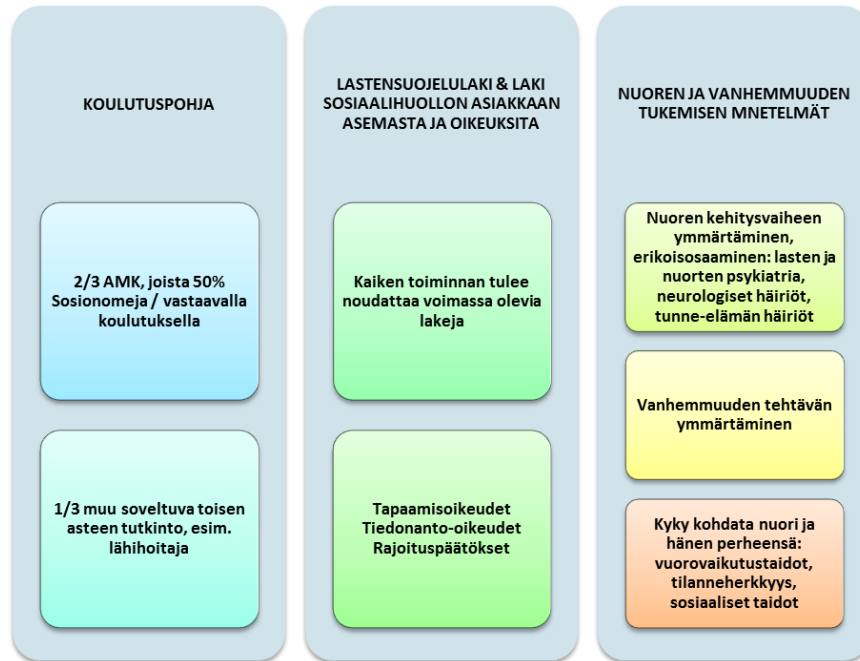 KOULUTUSPOHJA
2/3 AMK, joista 50%
Sosionomeja / vastaavalla
koulutuksella
1/3 muu soveltuva toisen
asteen tutkinto, esim.
lähihoitaja
LASTENSUOJELULAKI & LAKI
SOSIAALIHUOLLON ASIAKKAAN
ASEMASTA JA OIKEUKSITA
Kaiken toiminnan tulee
noudattaa voimassa olevia
lakeja
Tapaamisoikeudet
Tiedonanto-oikeudet
Rajoituspäätökset
NUOREN JA VANHEMMUUDEN
TUKEMISEN MNETELMÄT
Nuoren kehitysvaiheen
ymmärtäminen,
erikoisosaaminen: lasten ja
nuorten psykiatria,
neurologiset häiriöt,
tunne-elämän häiriöt
Vanhemmuuden tehtävän
ymmärtäminen
Kyky kohdata nuori ja
hänen perheensä:
vuorovaikutustaidot,
tilanneherkkyys,
sosiaaliset taidot